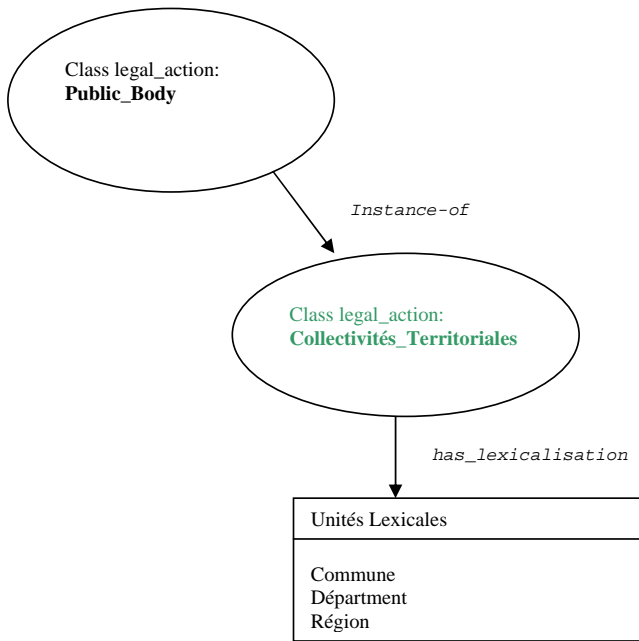 Class legal_action:
Public_Body
Instance-of
Class legal_action:
Collectivités_Territoriales
has_lexicalisation
Unités Lexicales
Commune
Départment
Région